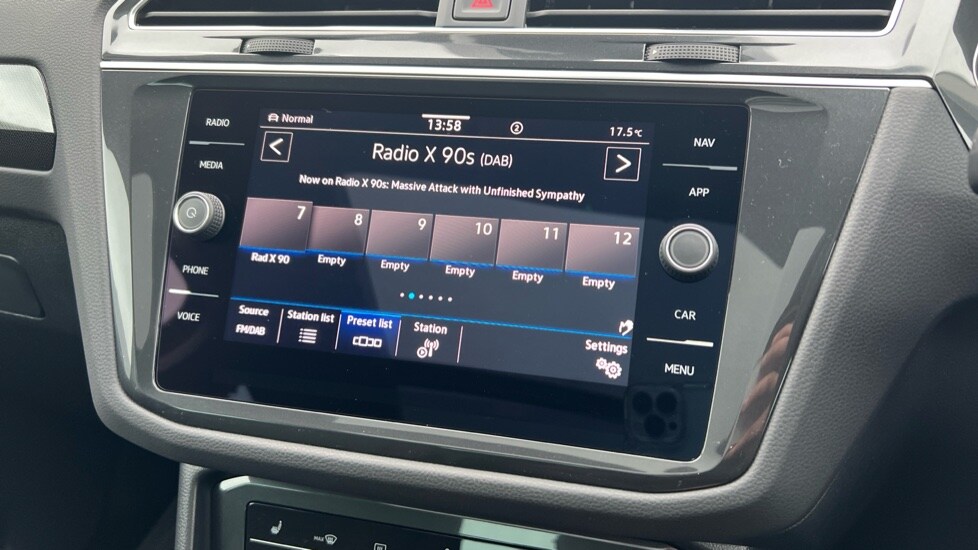 RADIO
MEDIA
PHONE
VOICE
Normal
13:58
2
17.5°C
Radio X 90s (DAB)
Now on Radio X 90s: Massive Attack with Unfinished Sympathy
7 8 9 10 11 12
Rad X 90 Empty Empty Empty Empty Empty
Source Station list Preset list Station Settings
FM/DAB
NAV
APP
CAR
MENU
MAX